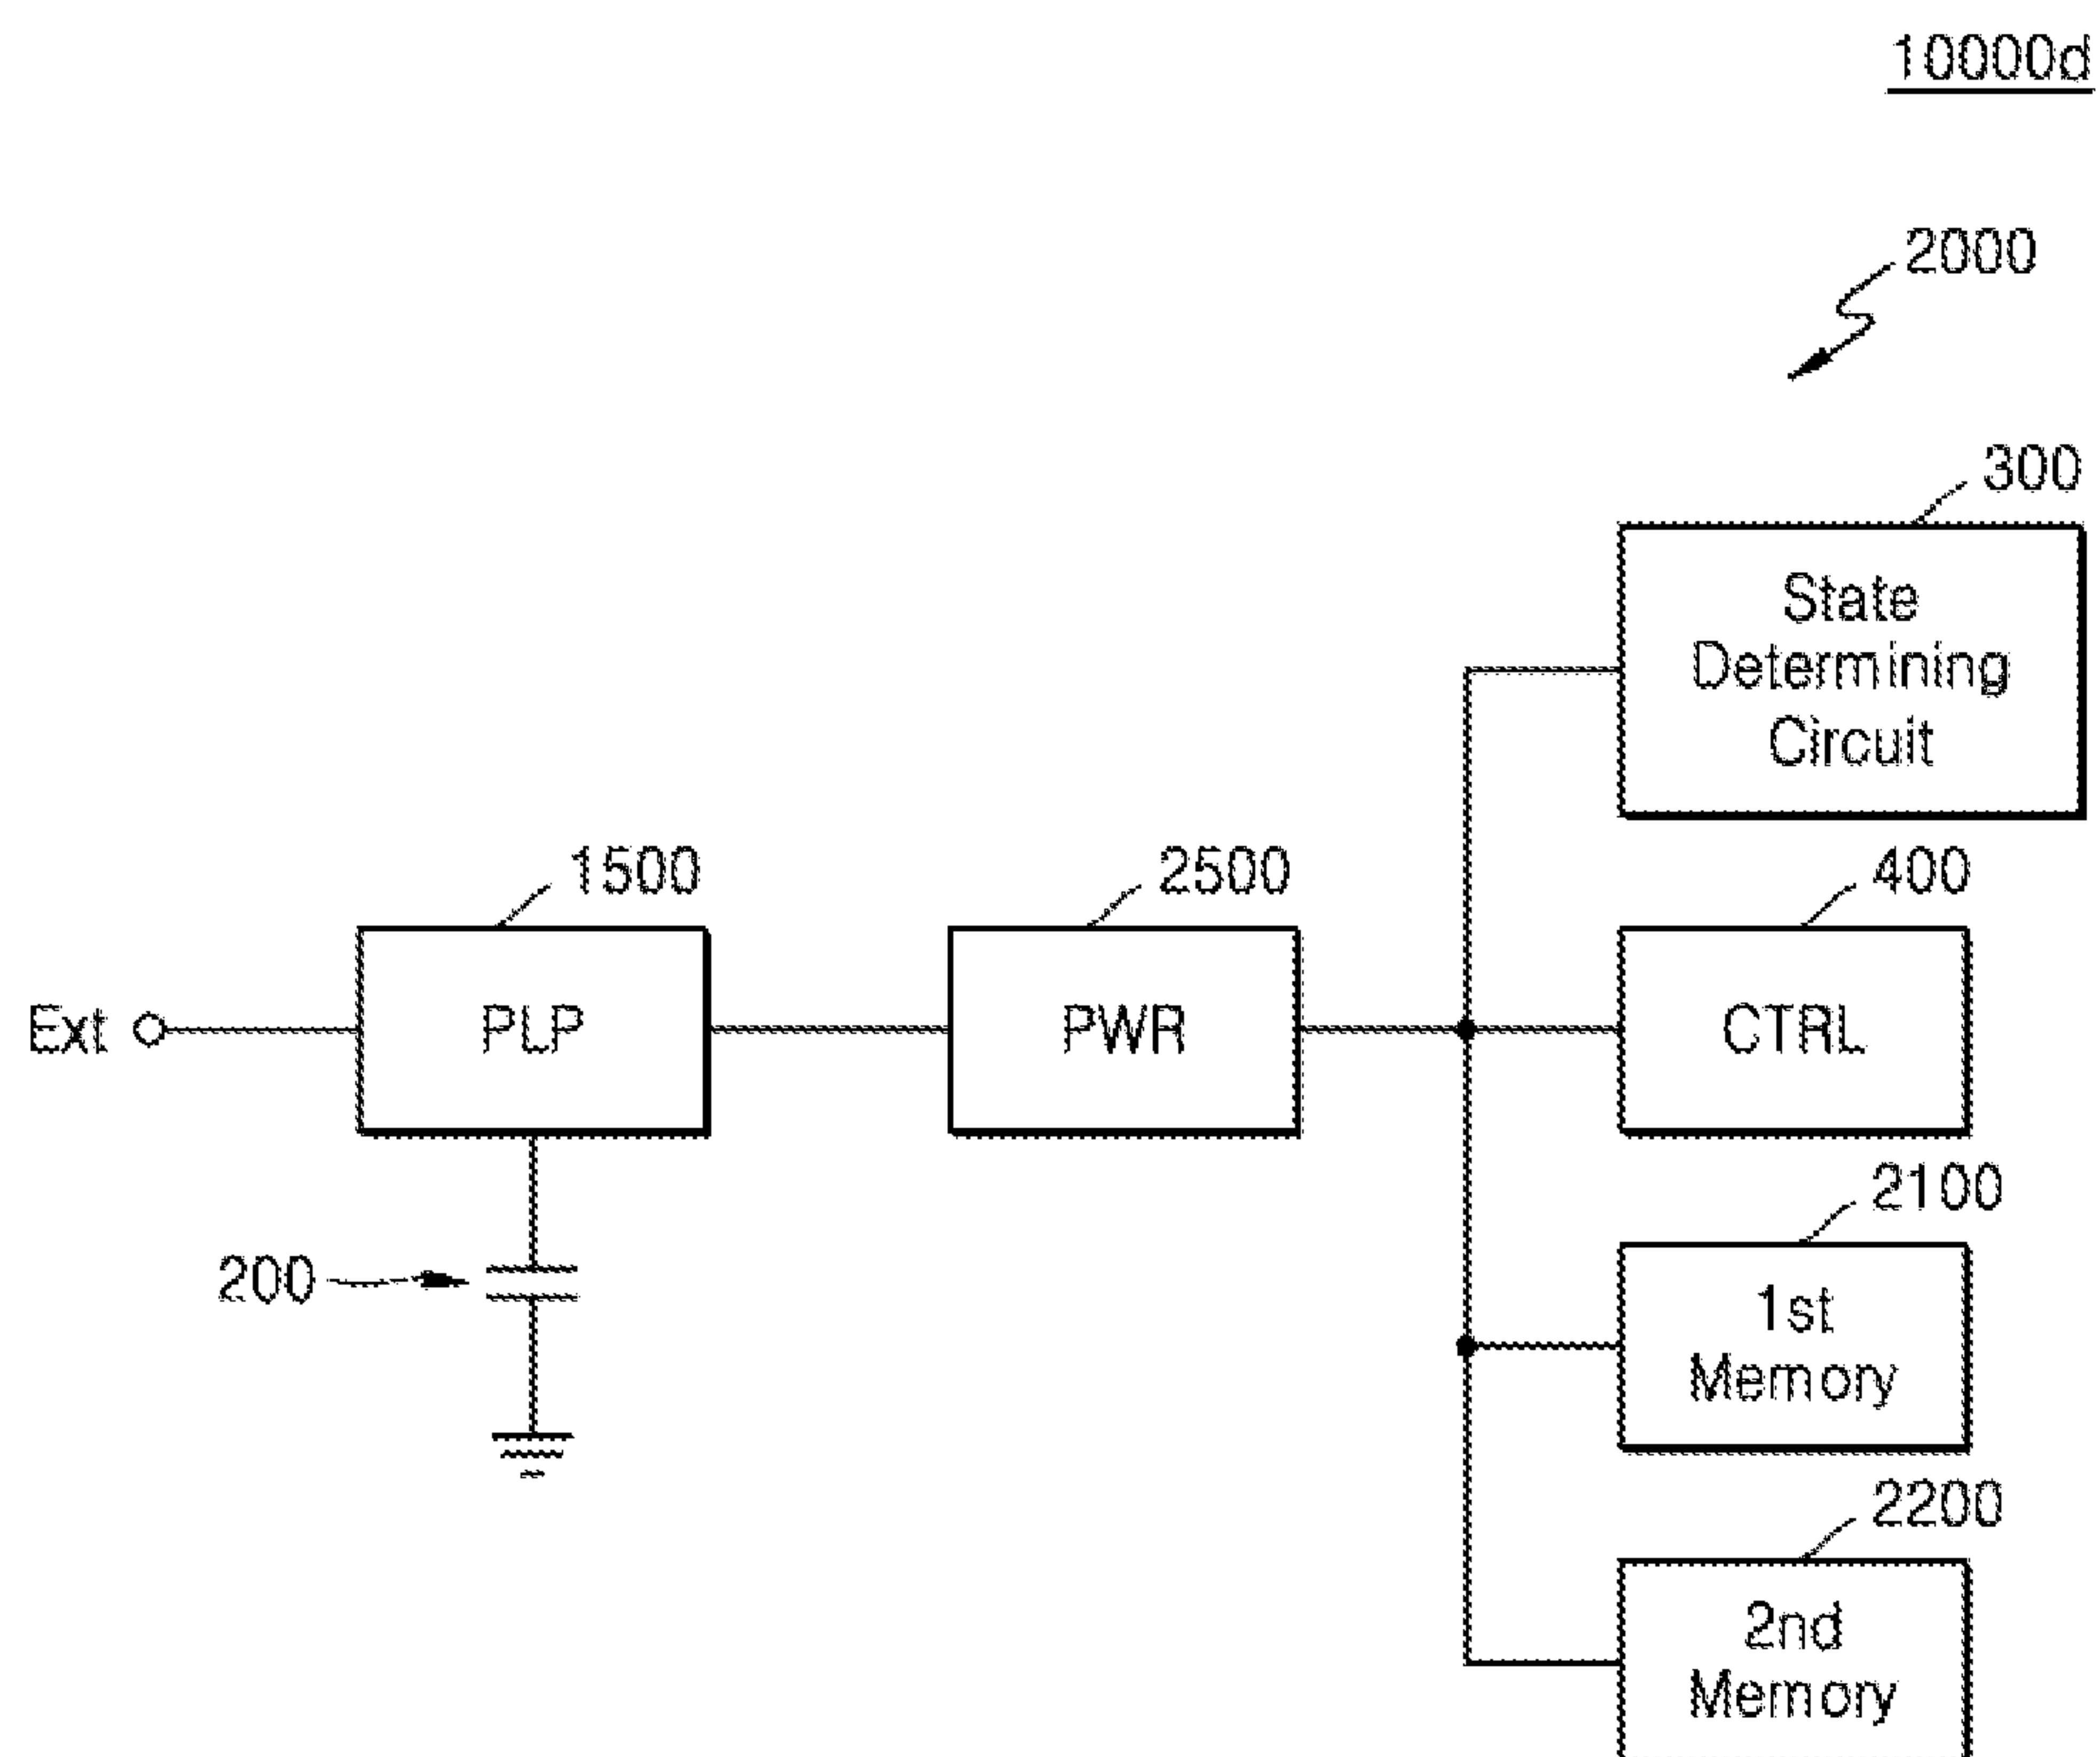 10000d
2000
300
State
Determining
Circuit
1500
2500
400
Ext
PLP
PWR
CTRL
2100
200
1st
Memory
2200
2nd
Memory